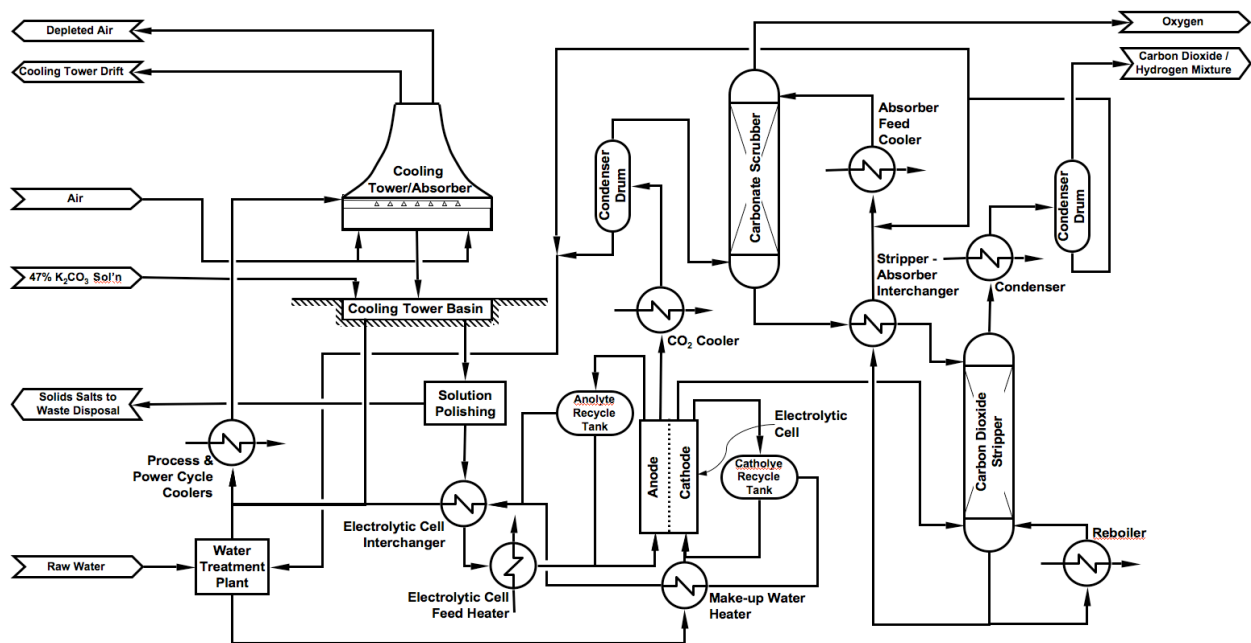 Depleted Air
Cooling Tower Drift
Air
47% K₂CO₃ Sol'n
Solids Salts to
Waste Disposal
Raw Water
Cooling
Tower/Absorber
Cooling Tower Basin
Solution
Polishing
Process &
Power Cycle
Coolers
Water
Treatment
Plant
Electrolytic Cell
Interchanger
Electrolytic Cell
Feed Heater
Anolyte
Recycle
Tank
Condenser
Drum
CO₂ Cooler
Anode
Cathode
Electrolytic
Cell
Catholye
Recycle
Tank
Make-up Water
Heater
Carbonate Scrubber
Absorber
Feed
Cooler
Stripper -
Absorber
Interchanger
Condenser
Condenser
Drum
Carbon Dioxide
Stripper
Reboiler
Oxygen
Carbon Dioxide /
Hydrogen Mixture